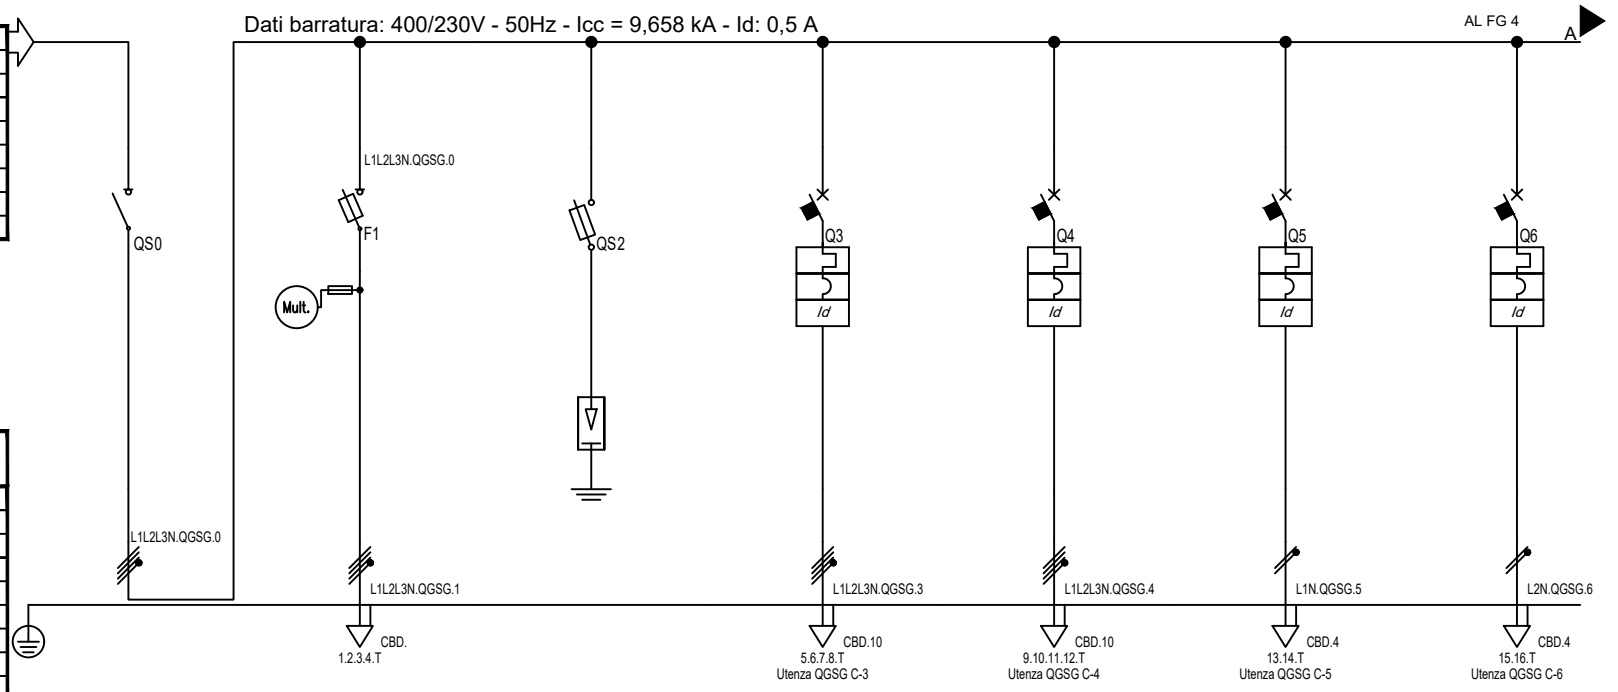 Dati barratura: 400/230V - 50Hz - Icc = 9,658 kA - Id: 0,5 A
AL FG 4
A
L1L2L3N.QGSG.0
QS0
F1
QS2
Q3
Q4
Q5
Q6
Mult.
Id
Id
Id
Id
L1L2L3N.QGSG.0
L1L2L3N.QGSG.1
L1L2L3N.QGSG.3
L1L2L3N.QGSG.4
L1N.QGSG.5
L2N.QGSG.6
CBD.
CBD.10
CBD.10
CBD.4
CBD.4
1.2.3.4.T
5.6.7.8.T
9.10.11.12.T
13.14.T
15.16.T
Utenza QGSG C-3
Utenza QGSG C-4
Utenza QGSG C-5
Utenza QGSG C-6